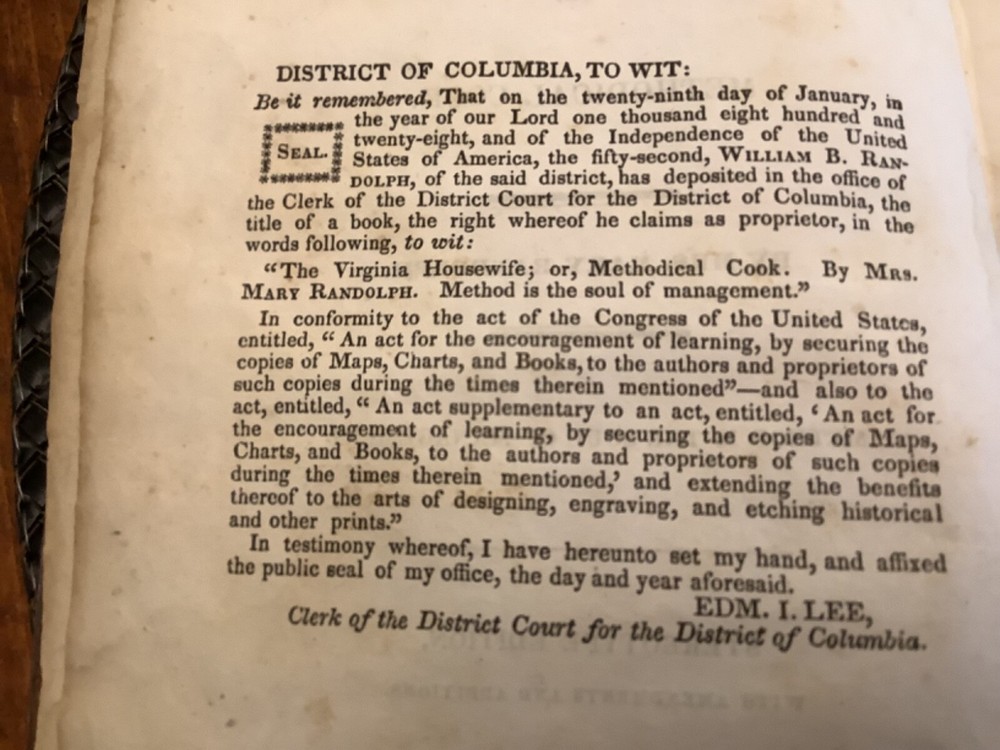 DISTRICT OF COLUMBIA, TO WIT:
Be it remembered, That on the twenty-ninth day of January, in
the year of our Lord one thousand eight hundred and
twenty-eight, and of the Independence of the United
SEAL.
States of America, the fifty-second, WILLIAM B. RAN-
DOLPH, of the said district, has deposited in the office of
the Clerk of the District Court for the District of Columbia, the
title of a book, the right whereof he claims as proprietor, in the
words following, to wit:
"The Virginia Housewife; or, Methodical Cook. By MRS.
MARY RANDOLPH. Method is the soul of management."
In conformity to the act of the Congress of the United States,
entitled, "An act for the encouragement of learning, by securing the
copies of Maps, Charts, and Books, to the authors and proprietors of
such copies during the times therein mentioned"—and also to the
act, entitled, "An act supplementary to an act, entitled, 'An act for
the encouragement of learning, by securing the copies of Maps,
Charts, and Books, to the authors and proprietors of such copies
during the times therein mentioned,' and extending the benefits
thereof to the arts of designing, engraving, and etching historical
and other prints."
In testimony whereof, I have hereunto set my hand, and affixed
the public seal of my office, the day and year aforesaid.
EDM. I. LEE,
Clerk of the District Court for the District of Columbia.